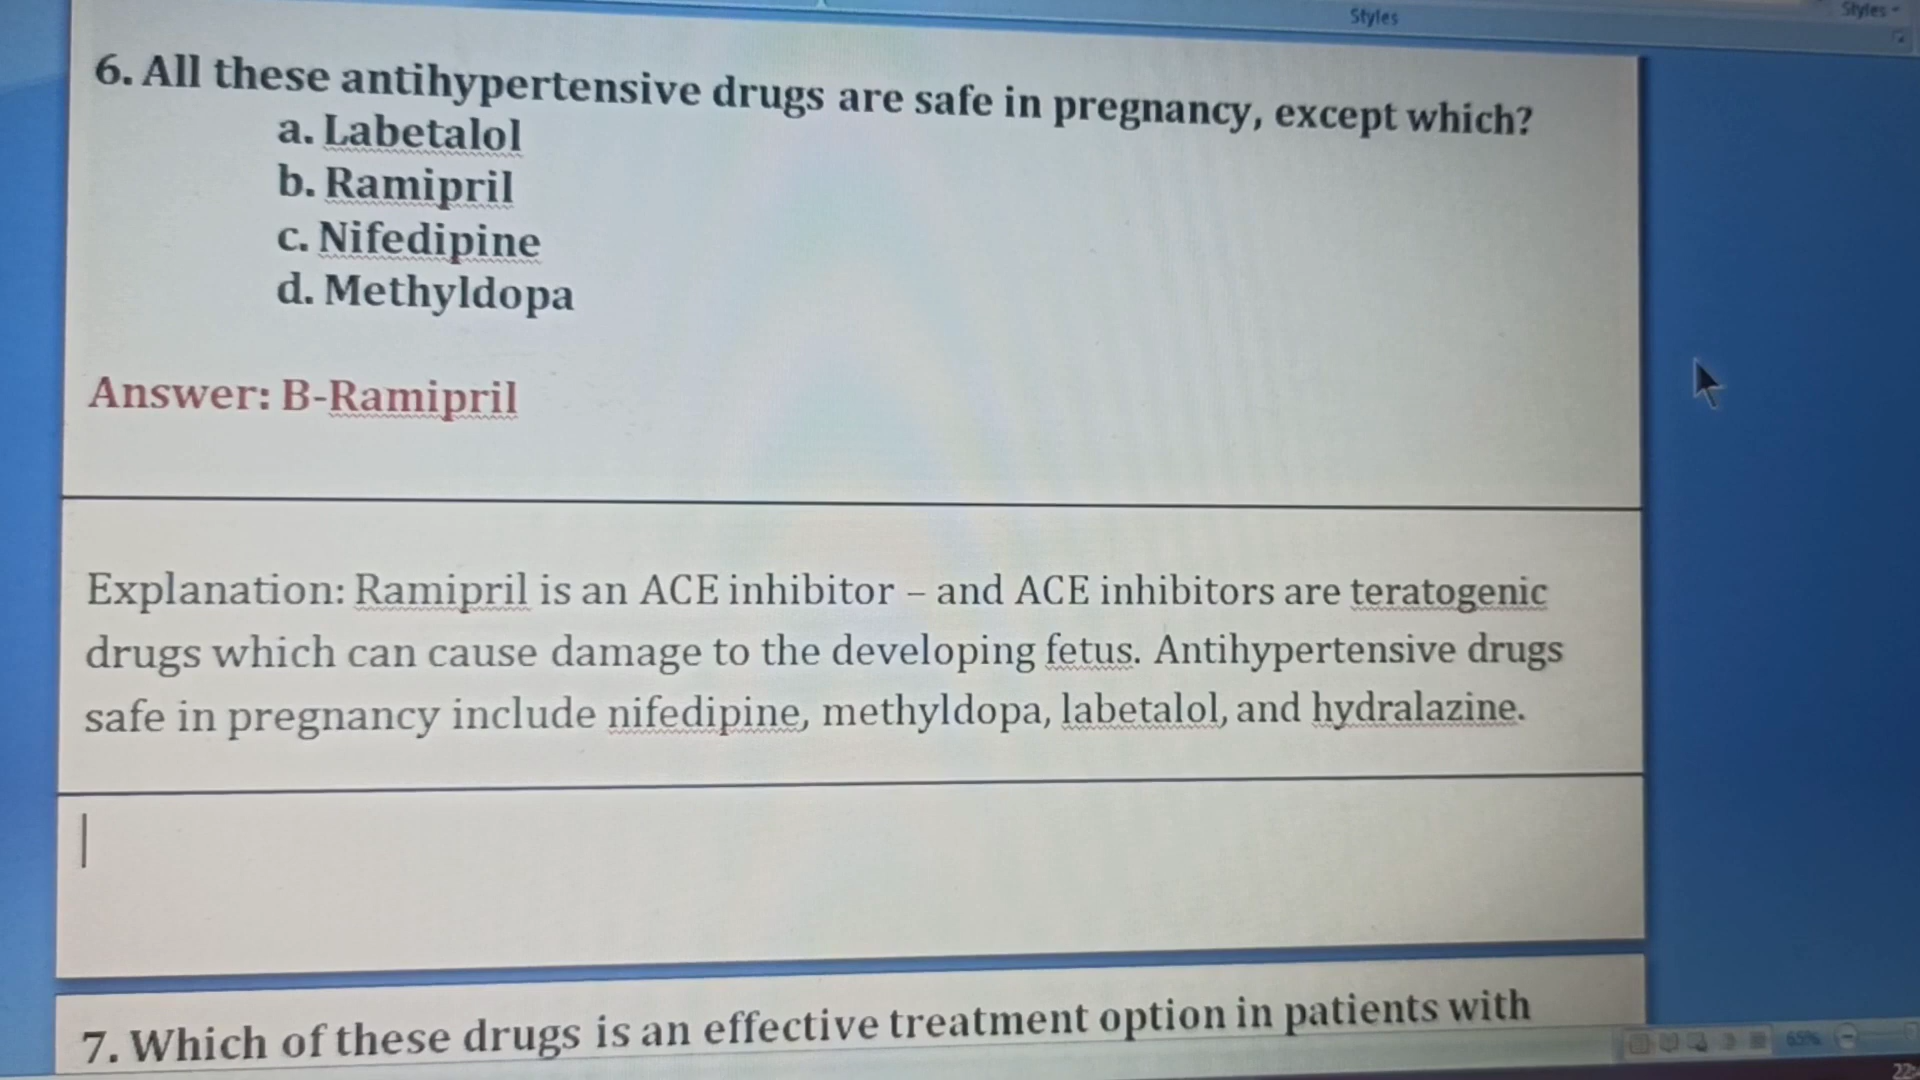 Styles
Styles
6. All these antihypertensive drugs are safe in pregnancy, except which?
a. Labetalol
b. Ramipril
c. Nifedipine
d. Methyldopa
Answer: B-Ramipril
Explanation: Ramipril is an ACE inhibitor – and ACE inhibitors are teratogenic
drugs which can cause damage to the developing fetus. Antihypertensive drugs
safe in pregnancy include nifedipine, methyldopa, labetalol, and hydralazine.
7. Which of these drugs is an effective treatment option in patients with
65%